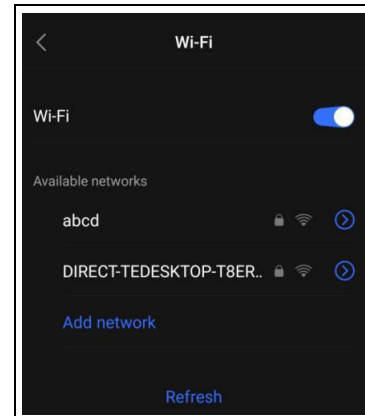 Wi-Fi
Wi-Fi
Available networks
abcd
DIRECT-TEDESKTOP-T8ER..
Add network
Refresh